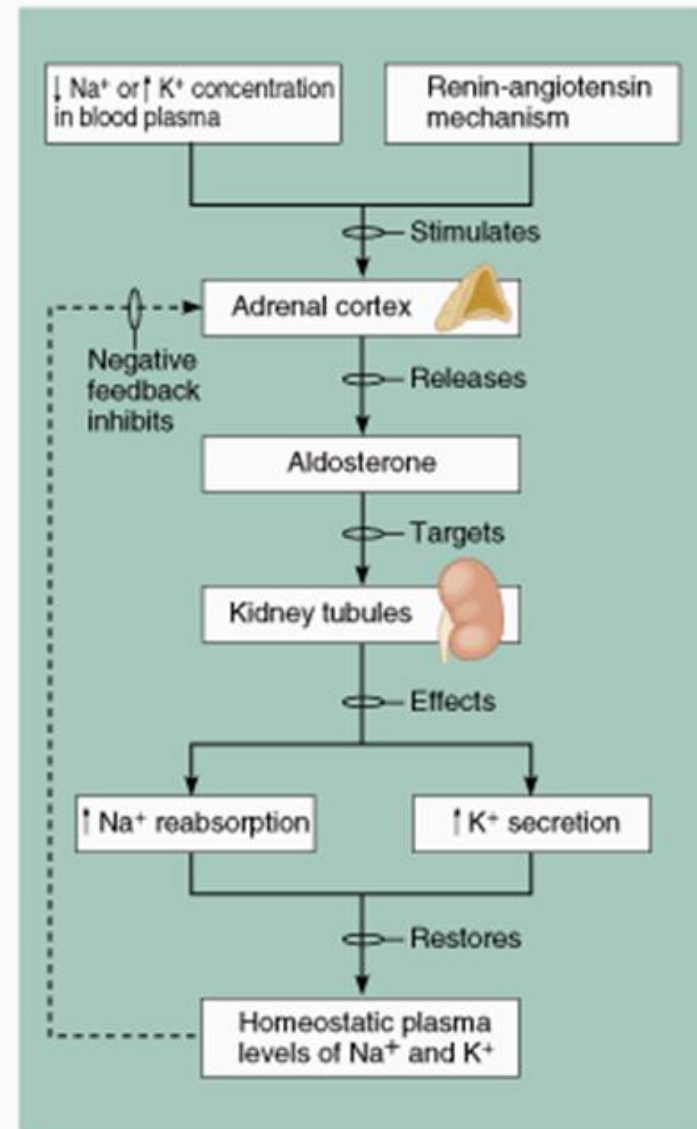 ↓ Na⁺ or ↑ K⁺ concentration
in blood plasma
Renin-angiotensin
mechanism
Stimulates
Adrenal cortex
Negative
feedback
inhibits
Releases
Aldosterone
Targets
Kidney tubules
Effects
↑ Na⁺ reabsorption
↑ K⁺ secretion
Restores
Homeostatic plasma
levels of Na⁺ and K⁺